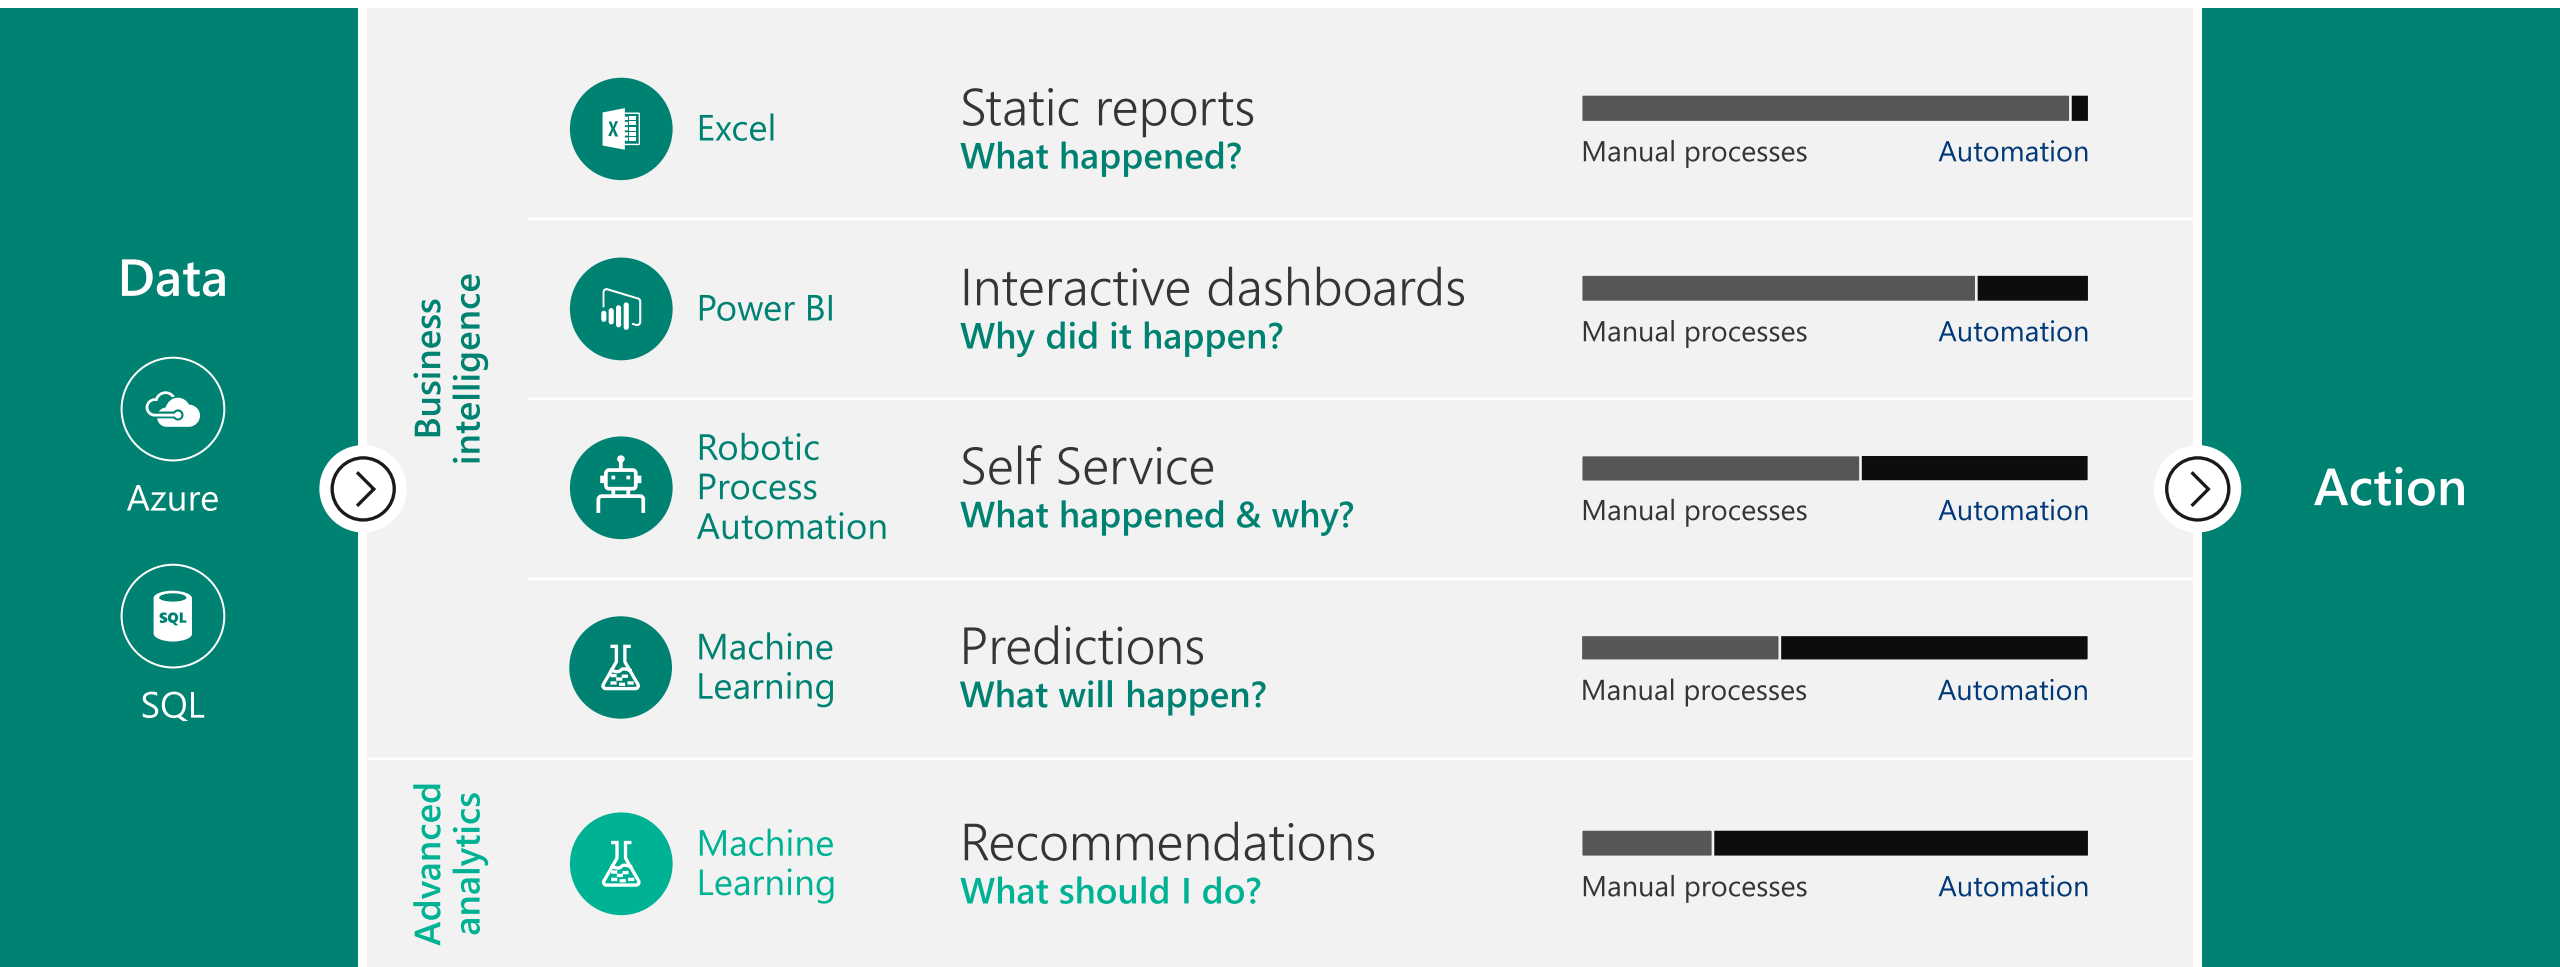 Data
Azure
SQL
SQL
Business
intelligence
X
Excel
Static reports
What happened?
Manual processes
Automation
Power BI
Interactive dashboards
Why did it happen?
Manual processes
Automation
Robotic
Process
Automation
Self Service
What happened & why?
Manual processes
Automation
Machine
Learning
Predictions
What will happen?
Manual processes
Automation
Advanced
analytics
Machine
Learning
Recommendations
What should I do?
Manual processes
Automation
Action